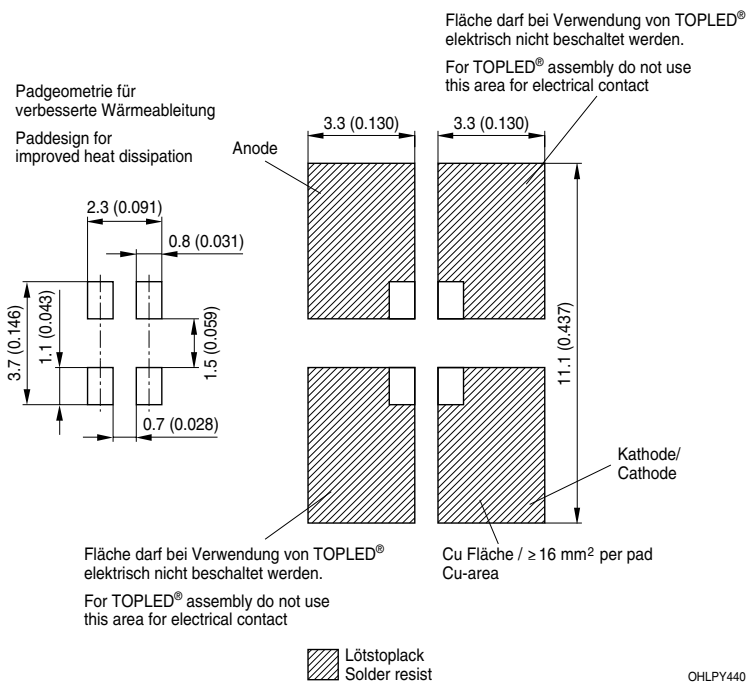 Fläche darf bei Verwendung von TOPLED®
elektrisch nicht beschaltet werden.
For TOPLED® assembly do not use
this area for electrical contact
Padgeometrie für
verbesserte Wärmeableitung
Paddesign for
improved heat dissipation
Anode
3.3 (0.130)
3.3 (0.130)
2.3 (0.091)
0.8 (0.031)
3.7 (0.146)
1.1 (0.043)
1.5 (0.059)
0.7 (0.028)
11.1 (0.437)
Kathode/
Cathode
Fläche darf bei Verwendung von TOPLED®
elektrisch nicht beschaltet werden.
For TOPLED® assembly do not use
this area for electrical contact
Cu Fläche / ≥ 16 mm² per pad
Cu-area
Lötstoplack
Solder resist
OHLPY440